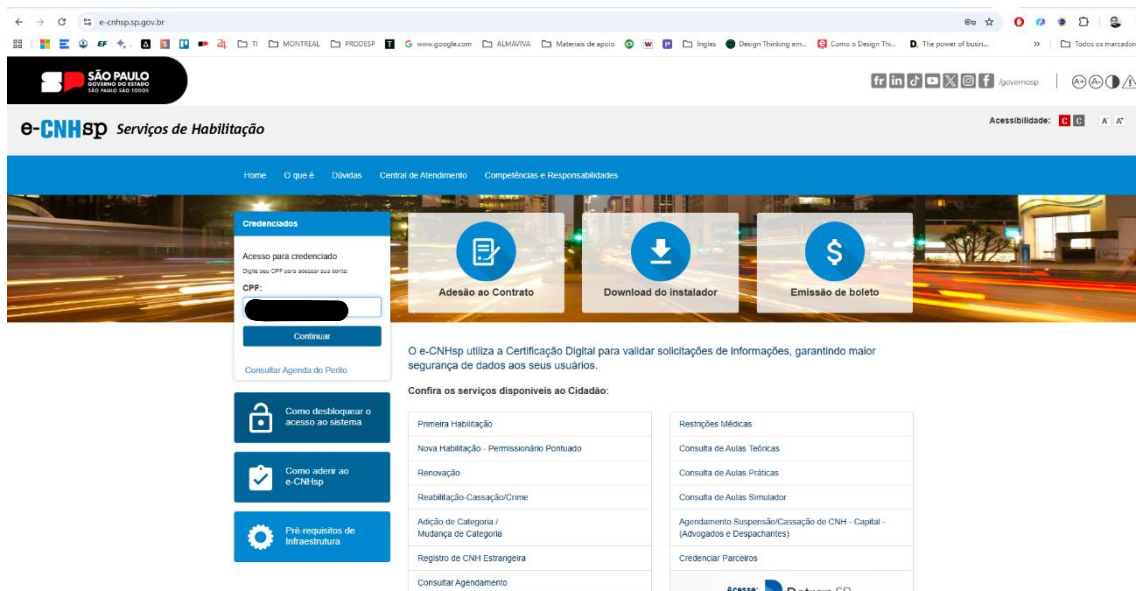 e-cnhsp.sp.gov.br
TI
MONTREAL
PRODESP
www.google.com
ALMAVIVA
Materiais de apoio
Ingles
Design Thinking em...
Como o Design Thi...
The power of busin...
Todos os marcadore
SÃO PAULO
GOVERNO DO ESTADO
SÃO PAULO SÃO TODOS
/governosp
A+ A-
e-CNHsp Serviços de Habilitação
Acessibilidade: C C A- A+
Home O que é Dúvidas Central de Atendimento Competências e Responsabilidades
Credenciados
Acesso para credenciado
Digite seu CPF para acessar sua conta:
CPF:
Continuar
Consultar Agenda do Perito
Adesão ao Contrato
Download do instalador
Emissão de boleto
Como desbloquear o
acesso ao sistema
Como aderir ao
e-CNHsp
Pré-requisitos de
Infraestrutura
O e-CNHsp utiliza a Certificação Digital para validar solicitações de informações, garantindo maior
segurança de dados aos seus usuários.
Confira os serviços disponíveis ao Cidadão:
Primeira Habilitação
Nova Habilitação - Permissionário Pontuado
Renovação
Reabilitação-Cassação/Crime
Adição de Categoria /
Mudança de Categoria
Registro de CNH Estrangeira
Consultar Agendamento
Restrições Médicas
Consulta de Aulas Teóricas
Consulta de Aulas Práticas
Consulta de Aulas Simulador
Agendamento Suspensão/Cassação de CNH - Capital -
(Advogados e Despachantes)
Credenciar Parceiros
Acesse: